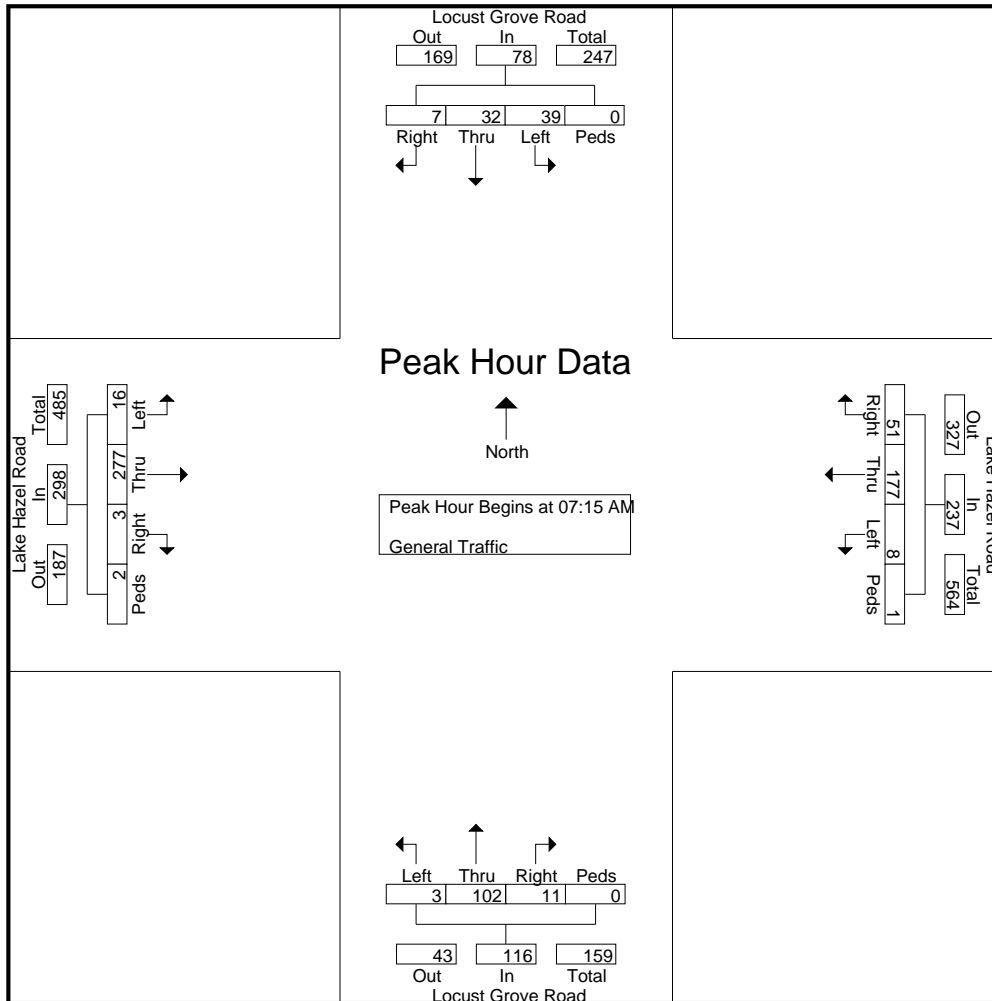 Locust Grove Road
Out In Total
169 78 247
7 32 39 0
Right Thru Left Peds
Peak Hour Data
North
Peak Hour Begins at 07:15 AM
General Traffic
Lake Hazel Road
Out In Total
187 298 485
16 277 3 2
Left Thru Right Peds
Lake Hazel Road
Out In Total
327 237 564
51 177 8 1
Right Thru Left Peds
Left Thru Right Peds
3 102 11 0
43 116 159
Out In Total
Locust Grove Road